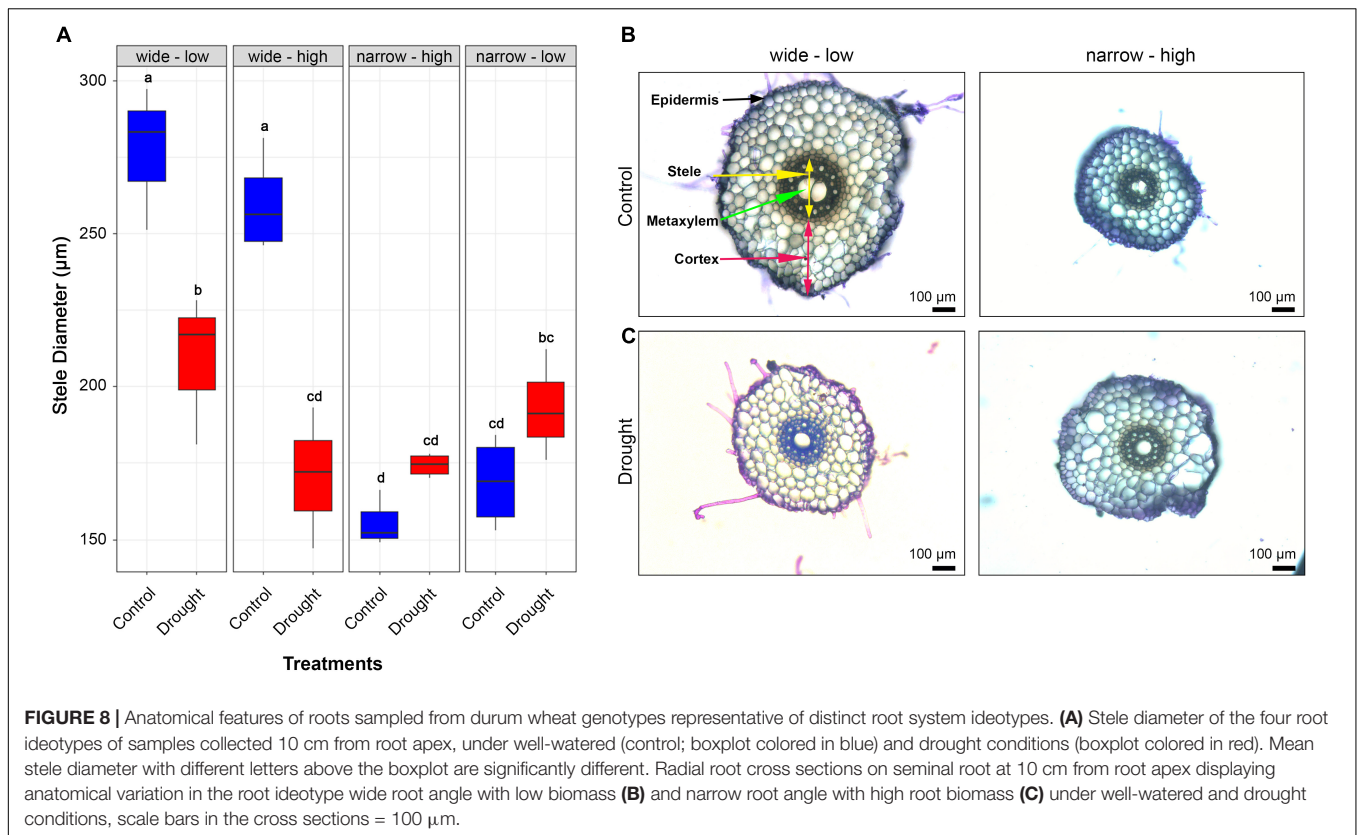 A
wide - low
wide - high
narrow - high
narrow - low
Stele Diameter (µm)
300
250
200
150
a
b
a
cd
d
cd
cd
bc
Control
Drought
Control
Drought
Control
Drought
Control
Drought
Treatments
B
wide - low
narrow - high
Control
Epidermis
Stele
Metaxylem
Cortex
100 µm
100 µm
C
Drought
100 µm
100 µm
FIGURE 8 | Anatomical features of roots sampled from durum wheat genotypes representative of distinct root system ideotypes. (A) Stele diameter of the four root
ideotypes of samples collected 10 cm from root apex, under well-watered (control; boxplot colored in blue) and drought conditions (boxplot colored in red). Mean
stele diameter with different letters above the boxplot are significantly different. Radial root cross sections on seminal root at 10 cm from root apex displaying
anatomical variation in the root ideotype wide root angle with low biomass (B) and narrow root angle with high root biomass (C) under well-watered and drought
conditions, scale bars in the cross sections = 100 µm.